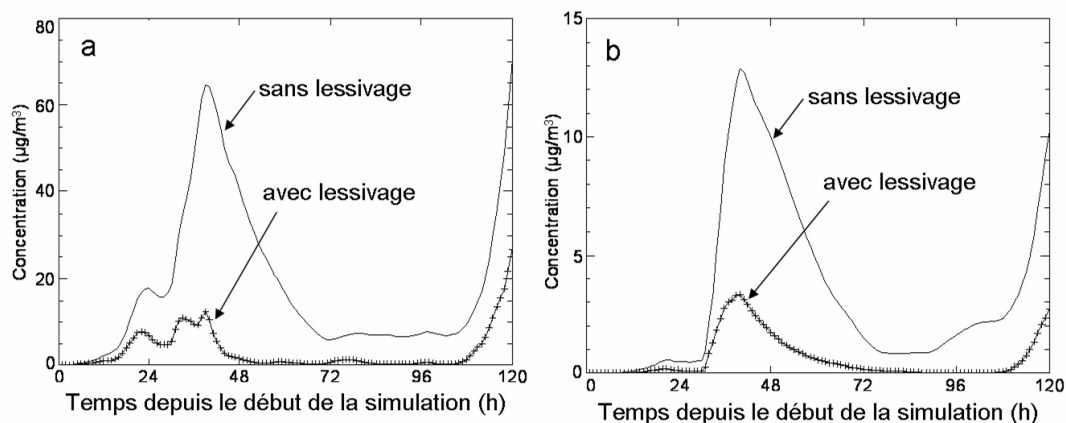 a
80
60
40
20
0
Concentration (µg/m³)
sans lessivage
avec lessivage
0 24 48 72 96 120
Temps depuis le début de la simulation (h)
b
15
10
5
0
Concentration (µg/m³)
sans lessivage
avec lessivage
0 24 48 72 96 120
Temps depuis le début de la simulation (h)